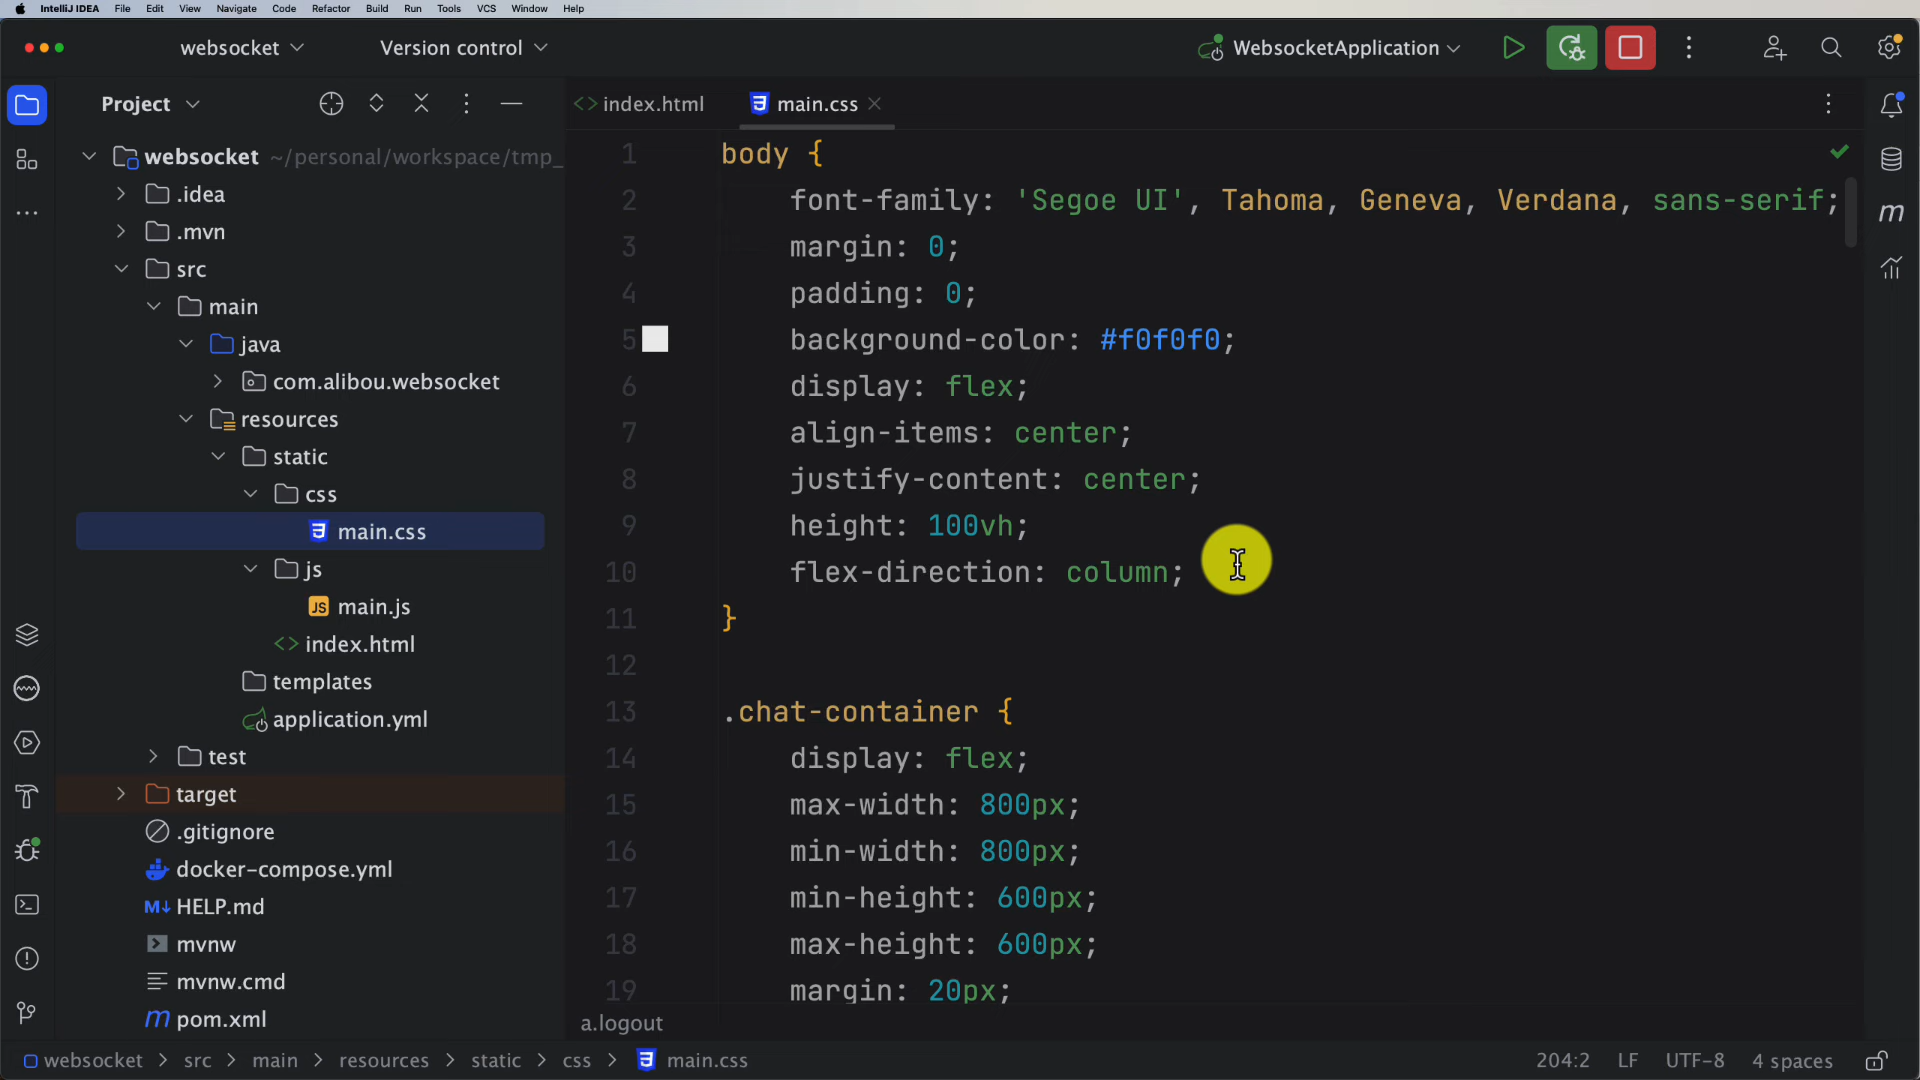 IntelliJ IDEA File Edit View Navigate Code Refactor Build Run Tools VCS Window Help
websocket Version control WebsocketApplication
Project
index.html main.css
websocket ~/personal/workspace/tmp_
.idea
.mvn
src
main
java
com.alibou.websocket
resources
static
css
main.css
js
JS main.js
<> index.html
templates
application.yml
test
target
.gitignore
docker-compose.yml
M↓ HELP.md
mvnw
mvnw.cmd
m pom.xml
1 body {
2 font-family: 'Segoe UI', Tahoma, Geneva, Verdana, sans-serif;
3 margin: 0;
4 padding: 0;
5 background-color: #f0f0f0;
6 display: flex;
7 align-items: center;
8 justify-content: center;
9 height: 100vh;
10 flex-direction: column;
11 }
12
13 .chat-container {
14 display: flex;
15 max-width: 800px;
16 min-width: 800px;
17 min-height: 600px;
18 max-height: 600px;
19 margin: 20px;
a.logout
m
websocket > src > main > resources > static > css > main.css 204:2 LF UTF-8 4 spaces